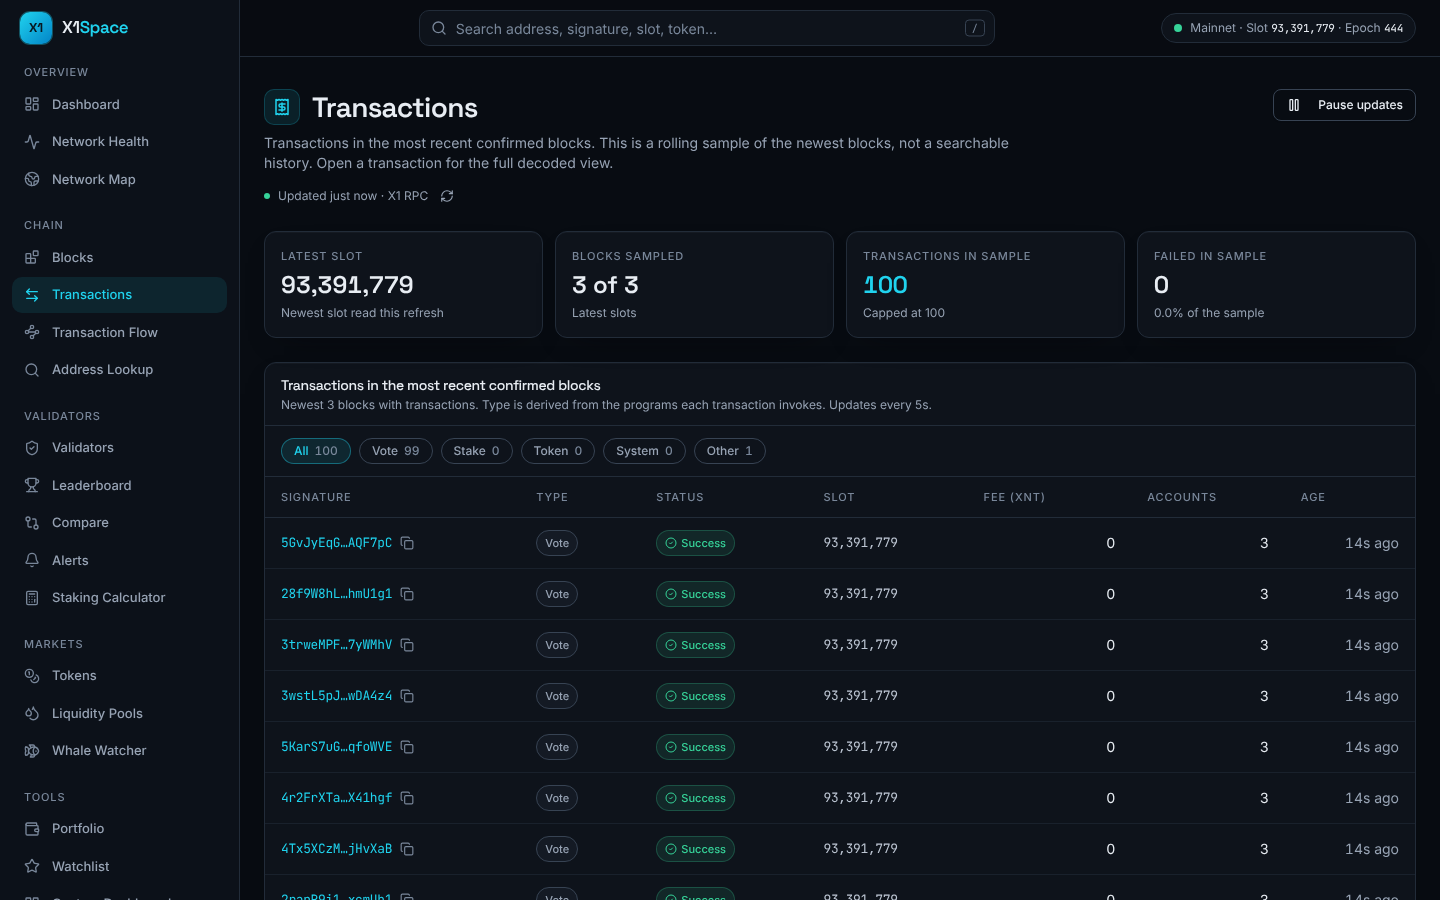 X1 X1Space
Search address, signature, slot, token... /
Mainnet · Slot 93,391,779 · Epoch 444
OVERVIEW
Dashboard
Network Health
Network Map
CHAIN
Blocks
Transactions
Transaction Flow
Address Lookup
VALIDATORS
Validators
Leaderboard
Compare
Alerts
Staking Calculator
MARKETS
Tokens
Liquidity Pools
Whale Watcher
TOOLS
Portfolio
Watchlist
Transactions
Pause updates
Transactions in the most recent confirmed blocks. This is a rolling sample of the newest blocks, not a searchable
history. Open a transaction for the full decoded view.
Updated just now · X1 RPC
LATEST SLOT
93,391,779
Newest slot read this refresh
BLOCKS SAMPLED
3 of 3
Latest slots
TRANSACTIONS IN SAMPLE
100
Capped at 100
FAILED IN SAMPLE
0
0.0% of the sample
Transactions in the most recent confirmed blocks
Newest 3 blocks with transactions. Type is derived from the programs each transaction invokes. Updates every 5s.
All 100 Vote 99 Stake 0 Token 0 System 0 Other 1
SIGNATURE TYPE STATUS SLOT FEE (XNT) ACCOUNTS AGE
5GvJyEqG…AQF7pC Vote Success 93,391,779 0 3 14s ago
28f9W8hL…hmU1g1 Vote Success 93,391,779 0 3 14s ago
3trweMPF…7yWMhV Vote Success 93,391,779 0 3 14s ago
3wstL5pJ…wDA4z4 Vote Success 93,391,779 0 3 14s ago
5KarS7uG…qfoWVE Vote Success 93,391,779 0 3 14s ago
4r2FrXTa…X41hgf Vote Success 93,391,779 0 3 14s ago
4Tx5XCzM…jHvXaB Vote Success 93,391,779 0 3 14s ago
Vote Success 93,391,779 0 3 14s ago